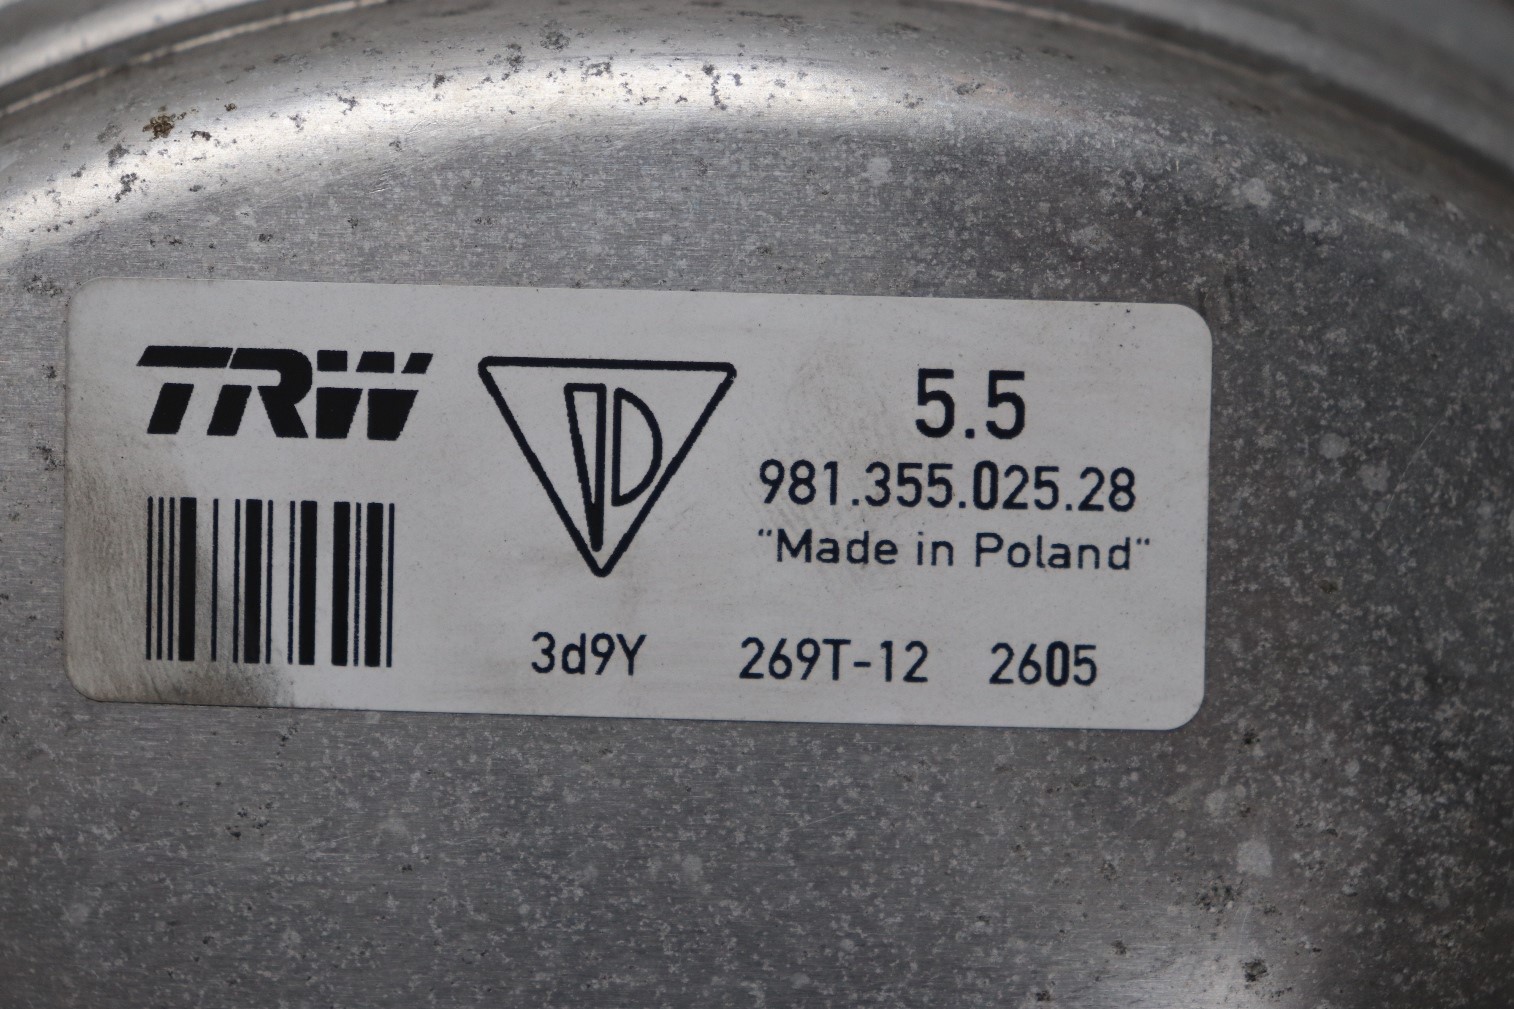 TRW
5.5
981.355.025.28
"Made in Poland"
3d9Y 269T-12 2605